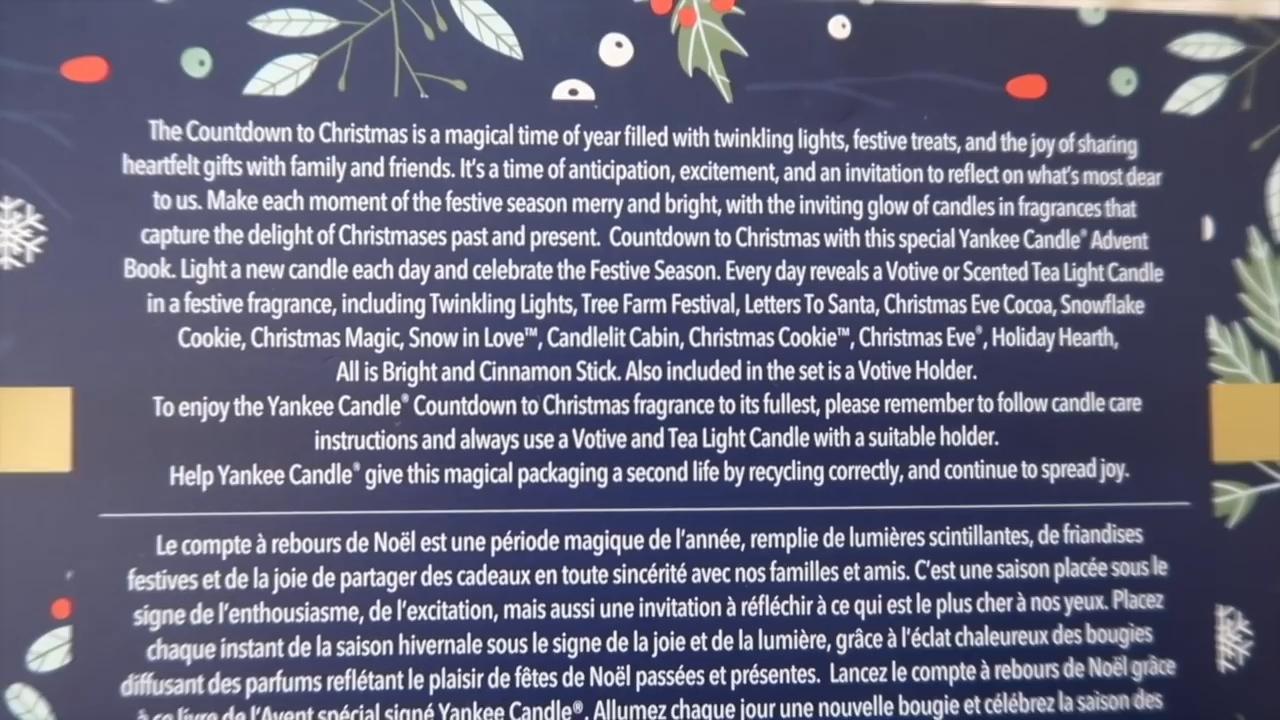 The Countdown to Christmas is a magical time of year filled with twinkling lights, festive treats, and the joy of sharing
heartfelt gifts with family and friends. It's a time of anticipation, excitement, and an invitation to reflect on what's most dear
to us. Make each moment of the festive season merry and bright, with the inviting glow of candles in fragrances that
capture the delight of Christmases past and present. Countdown to Christmas with this special Yankee Candle® Advent
Book. Light a new candle each day and celebrate the Festive Season. Every day reveals a Votive or Scented Tea Light Candle
in a festive fragrance, including Twinkling Lights, Tree Farm Festival, Letters To Santa, Christmas Eve Cocoa, Snowflake
Cookie, Christmas Magic, Snow in Love™, Candlelit Cabin, Christmas Cookie™, Christmas Eve®, Holiday Hearth,
All is Bright and Cinnamon Stick. Also included in the set is a Votive Holder.
To enjoy the Yankee Candle® Countdown to Christmas fragrance to its fullest, please remember to follow candle care
instructions and always use a Votive and Tea Light Candle with a suitable holder.
Help Yankee Candle® give this magical packaging a second life by recycling correctly, and continue to spread joy.
Le compte à rebours de Noël est une période magique de l'année, remplie de lumières scintillantes, de friandises
festives et de la joie de partager des cadeaux en toute sincérité avec nos familles et amis. C'est une saison placée sous le
signe de l'enthousiasme, de l'excitation, mais aussi une invitation à réfléchir à ce qui est le plus cher à nos yeux. Placez
chaque instant de la saison hivernale sous le signe de la joie et de la lumière, grâce à l'éclat chaleureux des bougies
diffusant des parfums reflétant le plaisir de fêtes de Noël passées et présentes. Lancez le compte à rebours de Noël grâce
à ce livre de l'Avent spécial signé Yankee Candle®. Allumez chaque jour une nouvelle bougie et célébrez la saison des